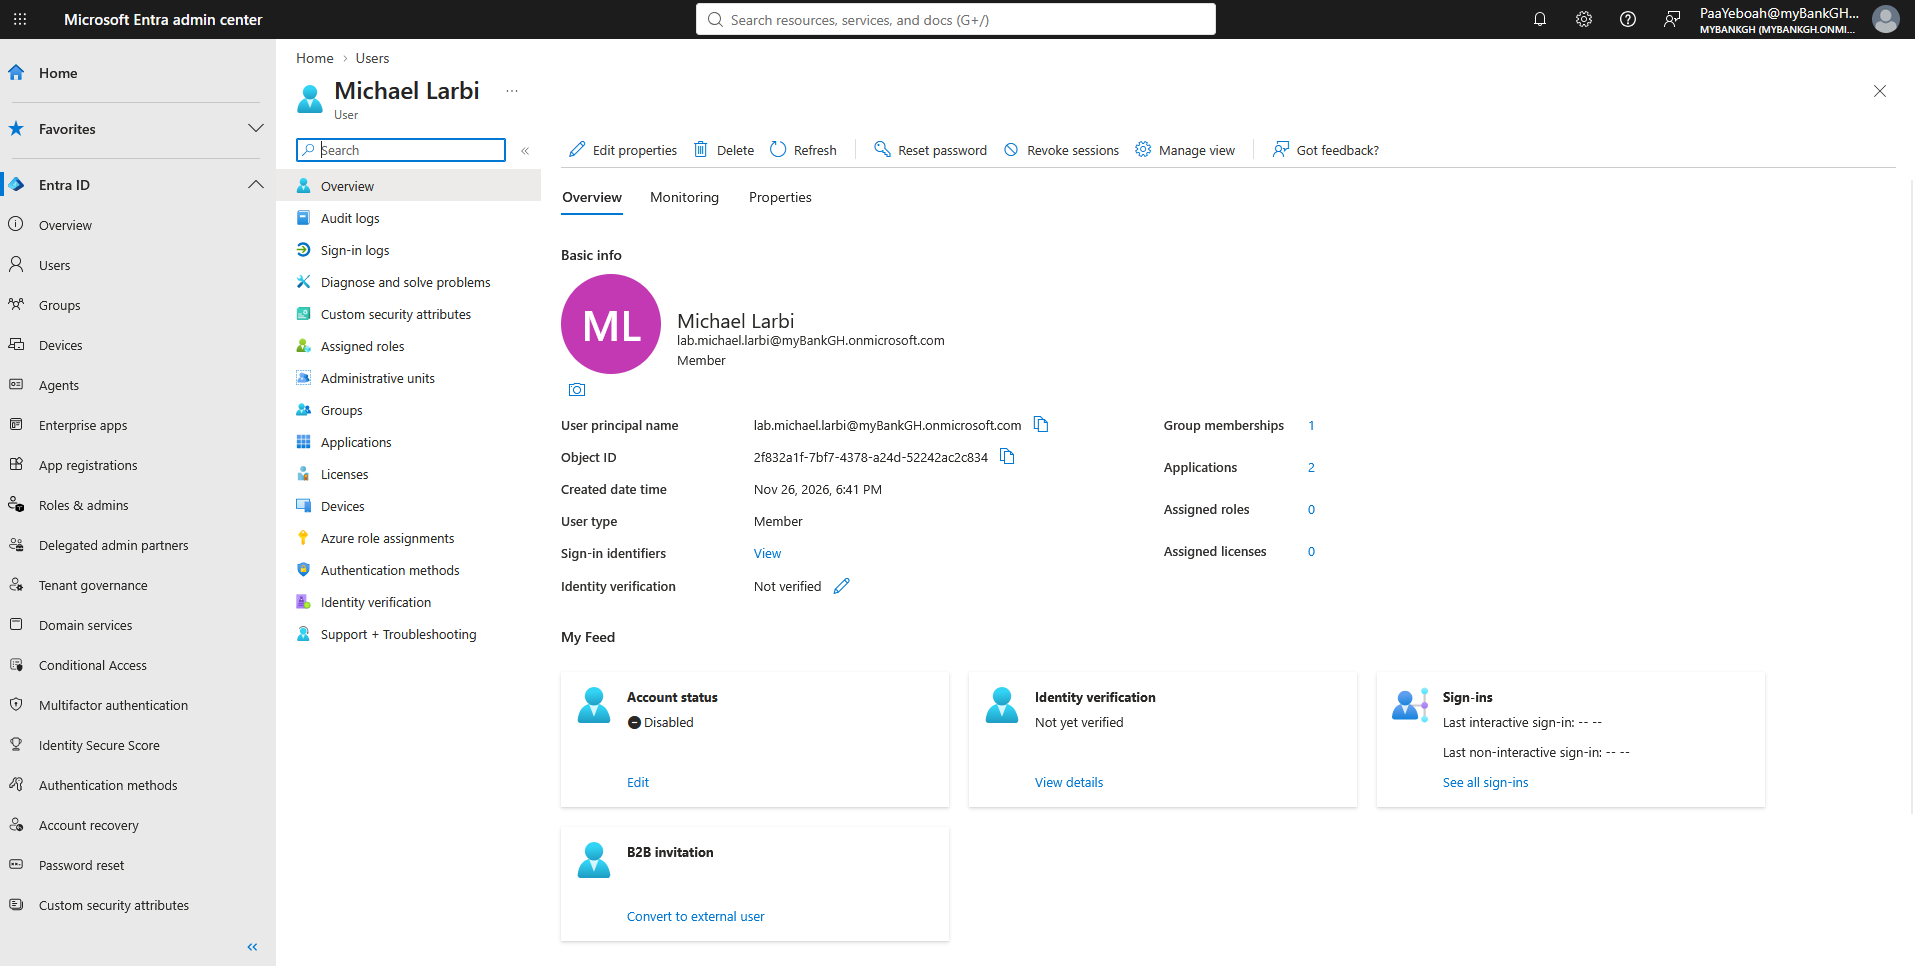 Microsoft Entra admin center
Search resources, services, and docs (G+/)
PaaYeboah@myBankGH...
MYBANKGH (MYBANKGH.ONMI...
Home
Favorites
Entra ID
Overview
Users
Groups
Devices
Agents
Enterprise apps
App registrations
Roles & admins
Delegated admin partners
Tenant governance
Domain services
Conditional Access
Multifactor authentication
Identity Secure Score
Authentication methods
Account recovery
Password reset
Custom security attributes
Home > Users
Michael Larbi ...
User
Search
Overview
Audit logs
Sign-in logs
Diagnose and solve problems
Custom security attributes
Assigned roles
Administrative units
Groups
Applications
Licenses
Devices
Azure role assignments
Authentication methods
Identity verification
Support + Troubleshooting
Edit properties Delete Refresh Reset password Revoke sessions Manage view Got feedback?
Overview Monitoring Properties
Basic info
ML
Michael Larbi
lab.michael.larbi@myBankGH.onmicrosoft.com
Member
User principal name lab.michael.larbi@myBankGH.onmicrosoft.com
Object ID 2f832a1f-7bf7-4378-a24d-52242ac2c834
Created date time Nov 26, 2026, 6:41 PM
User type Member
Sign-in identifiers View
Identity verification Not verified
Group memberships 1
Applications 2
Assigned roles 0
Assigned licenses 0
My Feed
Account status
Disabled
Edit
Identity verification
Not yet verified
View details
Sign-ins
Last interactive sign-in: -- --
Last non-interactive sign-in: -- --
See all sign-ins
B2B invitation
Convert to external user